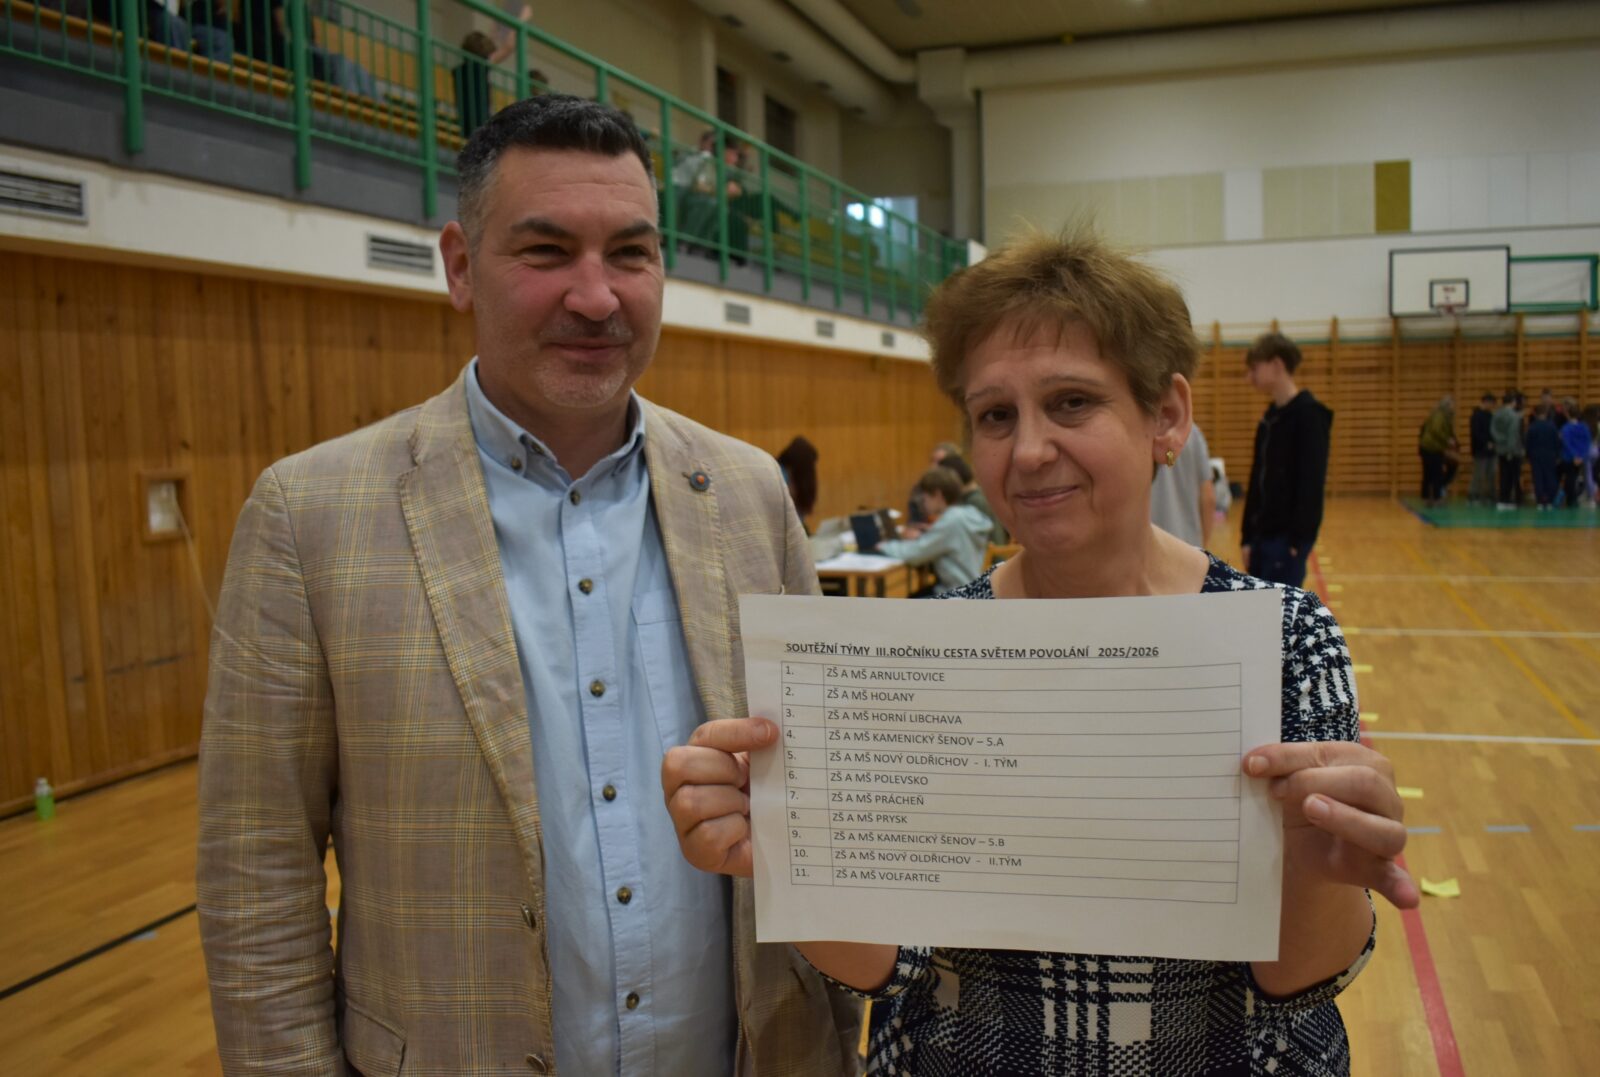 SOUTĚŽNÍ TÝMY III.ROČNÍKU CESTA SVĚTEM POVOLÁNÍ 2025/2026
1. ZŠ A MŠ ARNULTOVICE
2. ZŠ A MŠ HOLANY
3. ZŠ A MŠ HORNÍ LIBCHAVA
4. ZŠ A MŠ KAMENICKÝ ŠENOV – 5.A
5. ZŠ A MŠ NOVÝ OLDŘICHOV - I. TÝM
6. ZŠ A MŠ POLEVSKO
7. ZŠ A MŠ PRÁCHEŇ
8. ZŠ A MŠ PRYSK
9. ZŠ A MŠ KAMENICKÝ ŠENOV – 5.B
10. ZŠ A MŠ NOVÝ OLDŘICHOV - II.TÝM
11. ZŠ A MŠ VOLFARTICE